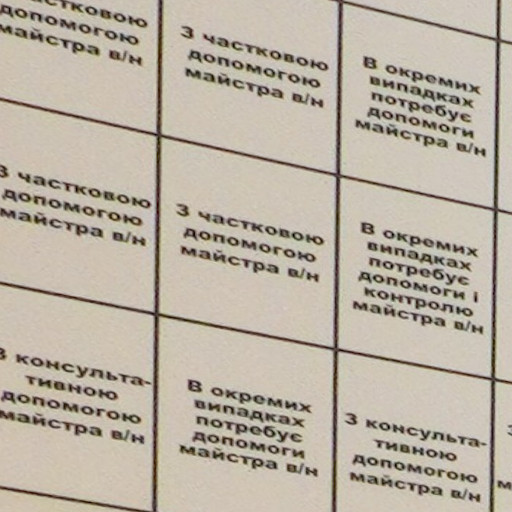 частковою
допомогою
майстра в/н
З частковою
допомогою
майстра в/н
В окремих
випадках
потребує
допомоги
майстра в/н
З частковою
допомогою
майстра в/н
З частковою
допомогою
майстра в/н
В окремих
випадках
потребує
допомоги і
контролю
майстра в/н
З консульта-
тивною
допомогою
майстра в/н
В окремих
випадках
потребує
допомоги
майстра в/н
З консульта-
тивною
допомогою
майстра в/н